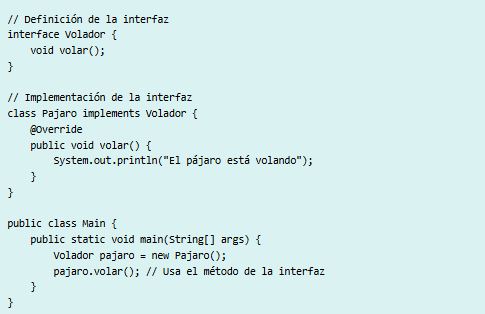 // Definición de la interfaz
interface Volador {
    void volar();
}

// Implementación de la interfaz
class Pajaro implements Volador {
    @Override
    public void volar() {
        System.out.println("El pájaro está volando");
    }
}

public class Main {
    public static void main(String[] args) {
        Volador pajaro = new Pajaro();
        pajaro.volar(); // Usa el método de la interfaz
    }
}